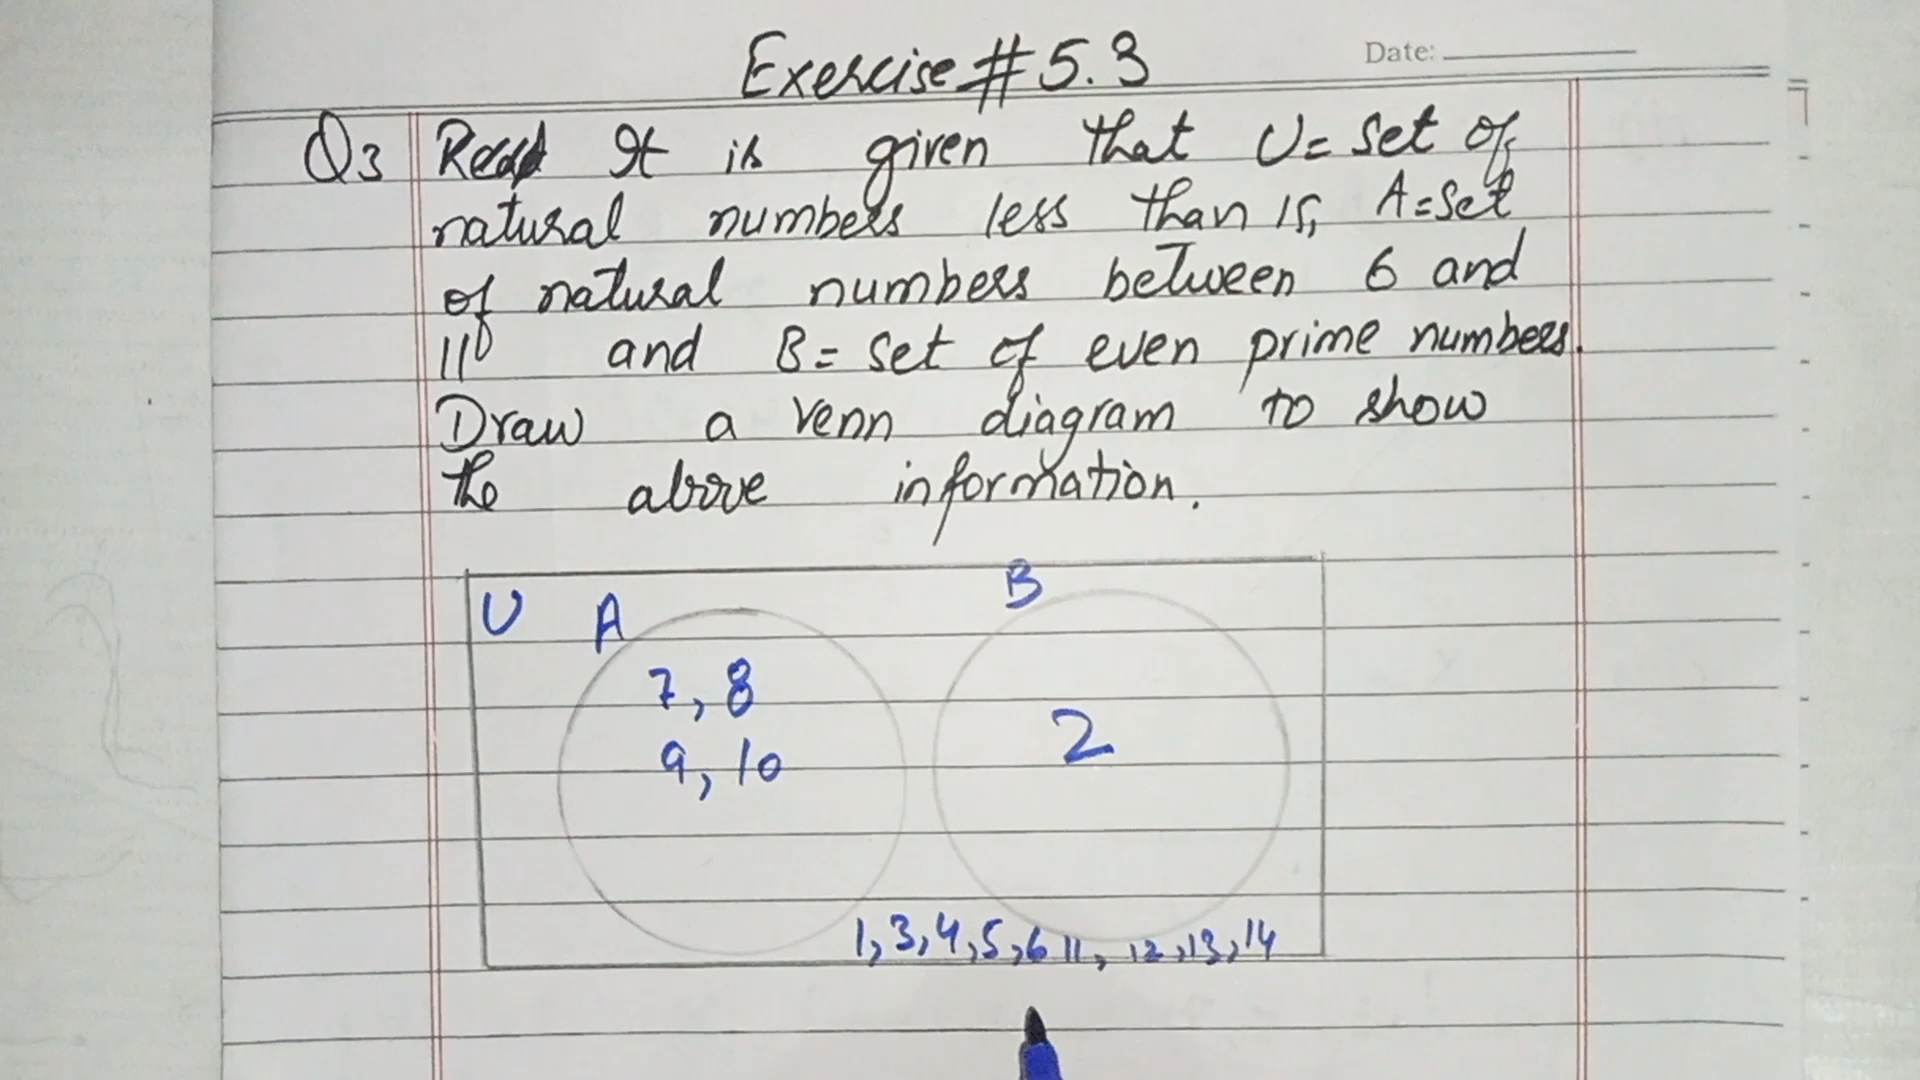 Exercise # 5.3
Date:
Q3 Read It is given that U = set of
natural numbers less than 15, A = set
of natural numbers between 6 and
11 and B = set of even prime numbers.
Draw a venn diagram to show
the above information.
U A B
7, 8
9, 10
2
1, 3, 4, 5, 6 11, 12, 13, 14